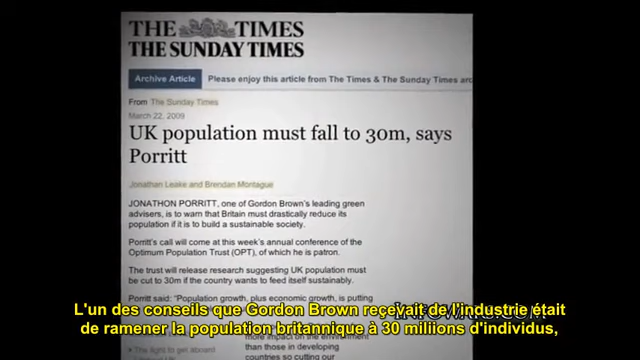 THE TIMES
THE SUNDAY TIMES
Archive Article
Please enjoy this article from The Times & The Sunday Times
From The Sunday Times
March 22, 2009
UK population must fall to 30m, says
Porritt
Jonathan Leake and Brendan Montague
JONATHON PORRITT, one of Gordon Brown's leading green
advisers, is to warn that Britain must drastically reduce its
population if it is to build a sustainable society.
Porritt's call will come at this week's annual conference of the
Optimum Population Trust (OPT), of which he is patron.
The trust will release research suggesting UK population must
be cut to 30m if the country wants to feed itself sustainably.
Porritt said: "Population growth, plus economic growth, is putting
L'un des conseils que Gordon Brown reçevait de l'industrie était
de ramener la population britannique à 30 miliions d'individus,
more impact on the environment
than those in developing
countries so cutting our